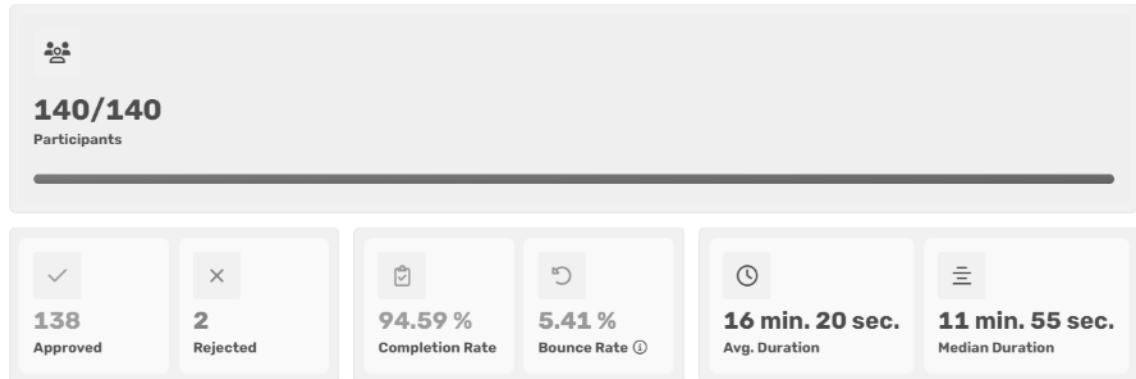 140/140
Participants
138
Approved
2
Rejected
94.59 %
Completion Rate
5.41 %
Bounce Rate
16 min. 20 sec.
Avg. Duration
11 min. 55 sec.
Median Duration